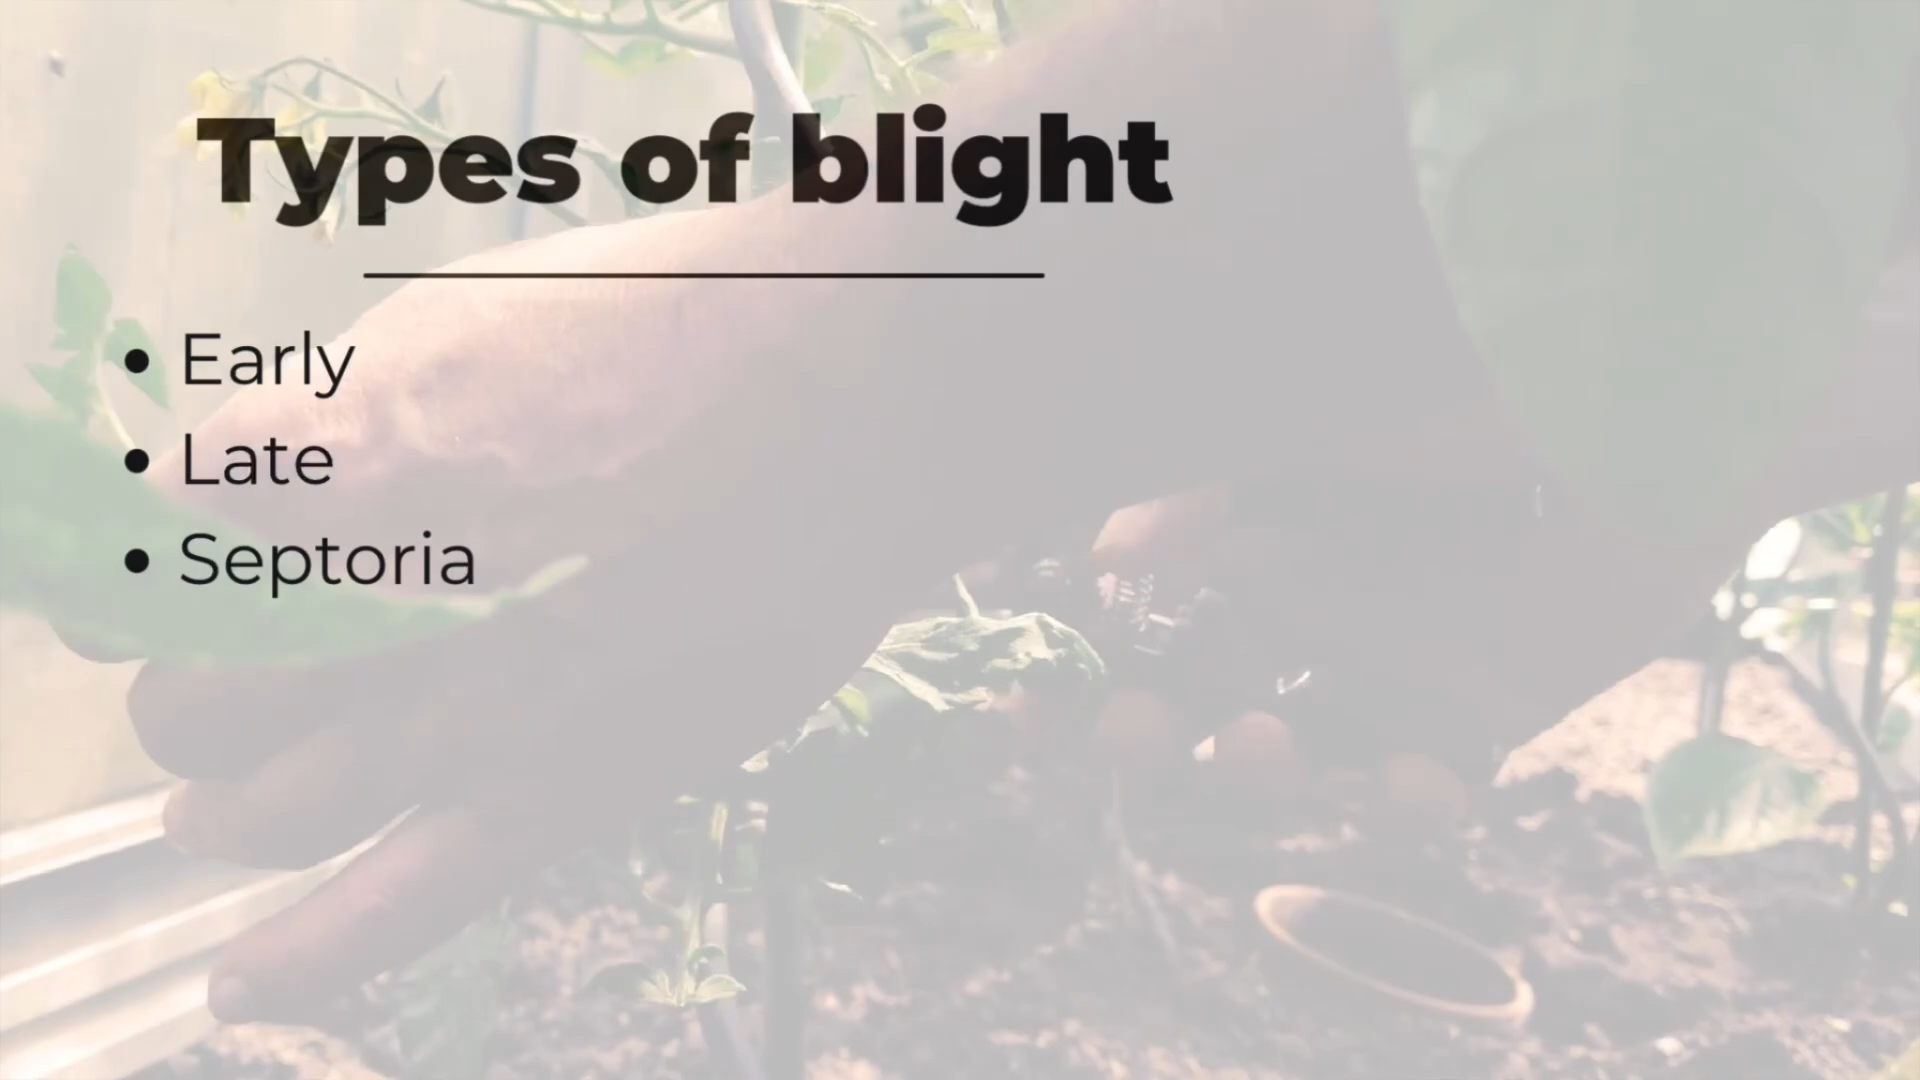 Types of blight
• Early
• Late
• Septoria